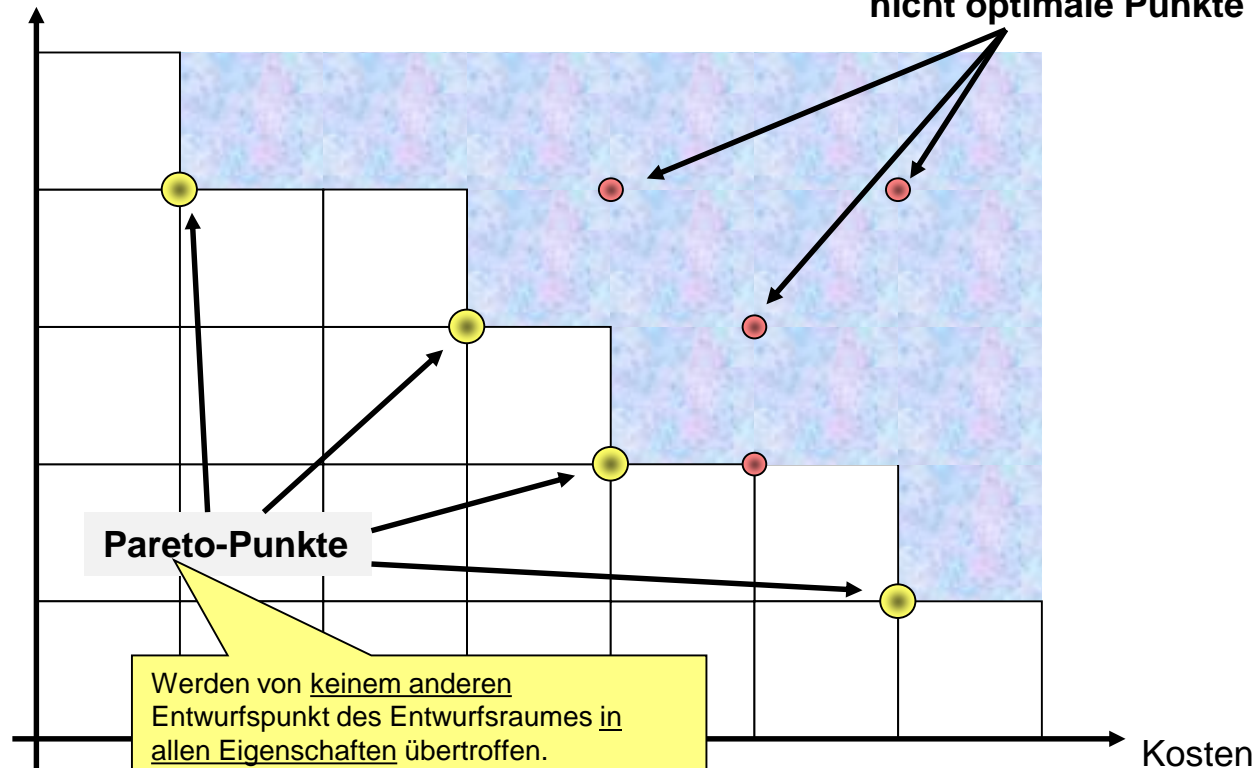 nicht optimale Punkte
Pareto-Punkte
Werden von keinem anderen
Entwurfspunkt des Entwurfsraumes in
allen Eigenschaften übertroffen.
Kosten